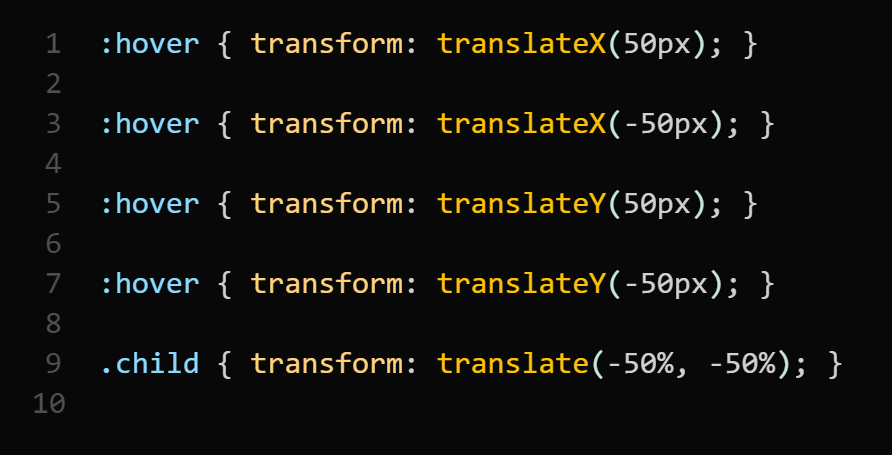 1 :hover { transform: translateX(50px); }
2
3 :hover { transform: translateX(-50px); }
4
5 :hover { transform: translateY(50px); }
6
7 :hover { transform: translateY(-50px); }
8
9 .child { transform: translate(-50%, -50%); }
10